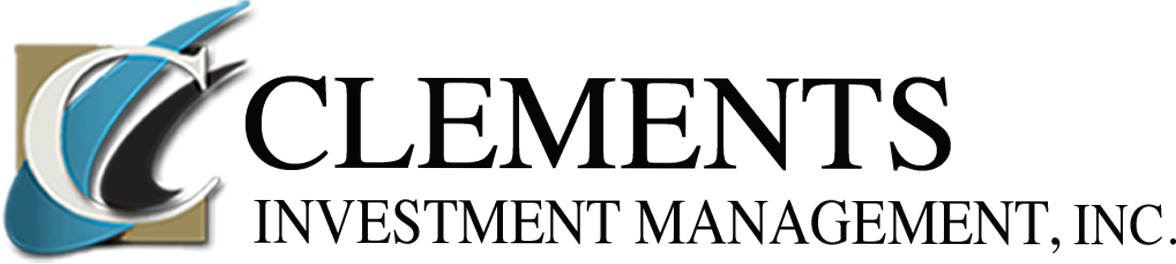 CLEMENTS
INVESTMENT MANAGEMENT, INC.